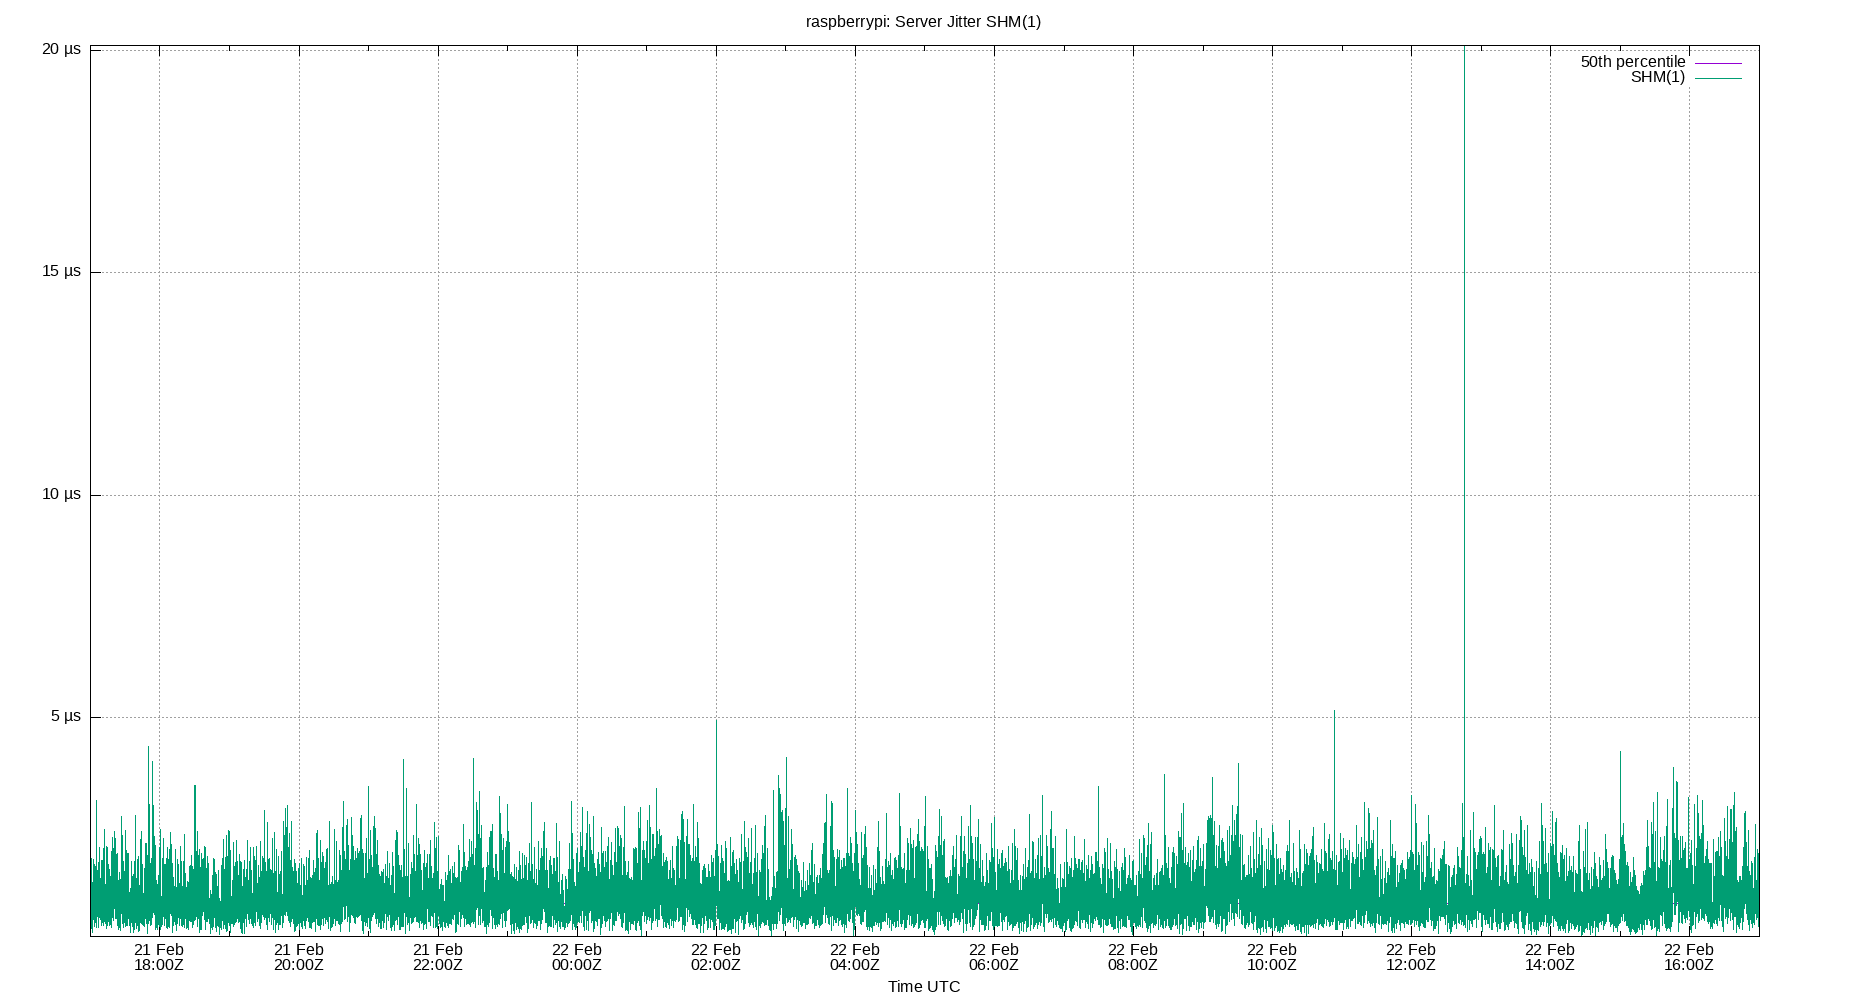 raspberrypi: Server Jitter SHM(1)
20 µs
15 µs
10 µs
5 µs
50th percentile
SHM(1)
21 Feb 21 Feb 21 Feb 22 Feb 22 Feb 22 Feb 22 Feb 22 Feb 22 Feb 22 Feb 22 Feb 22 Feb
18:00Z 20:00Z 22:00Z 00:00Z 02:00Z 04:00Z 06:00Z 08:00Z 10:00Z 12:00Z 14:00Z 16:00Z
Time UTC